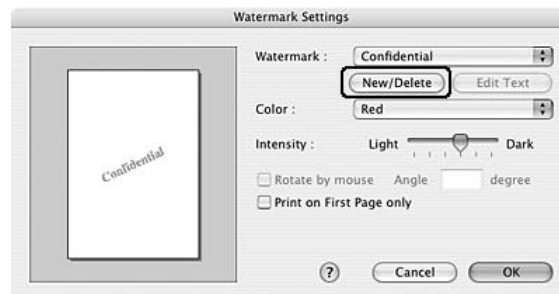 Watermark Settings
Watermark : Confidential
New/Delete Edit Text
Color : Red
Intensity : Light Dark
Rotate by mouse Angle degree
Print on First Page only
Confidential
? Cancel OK